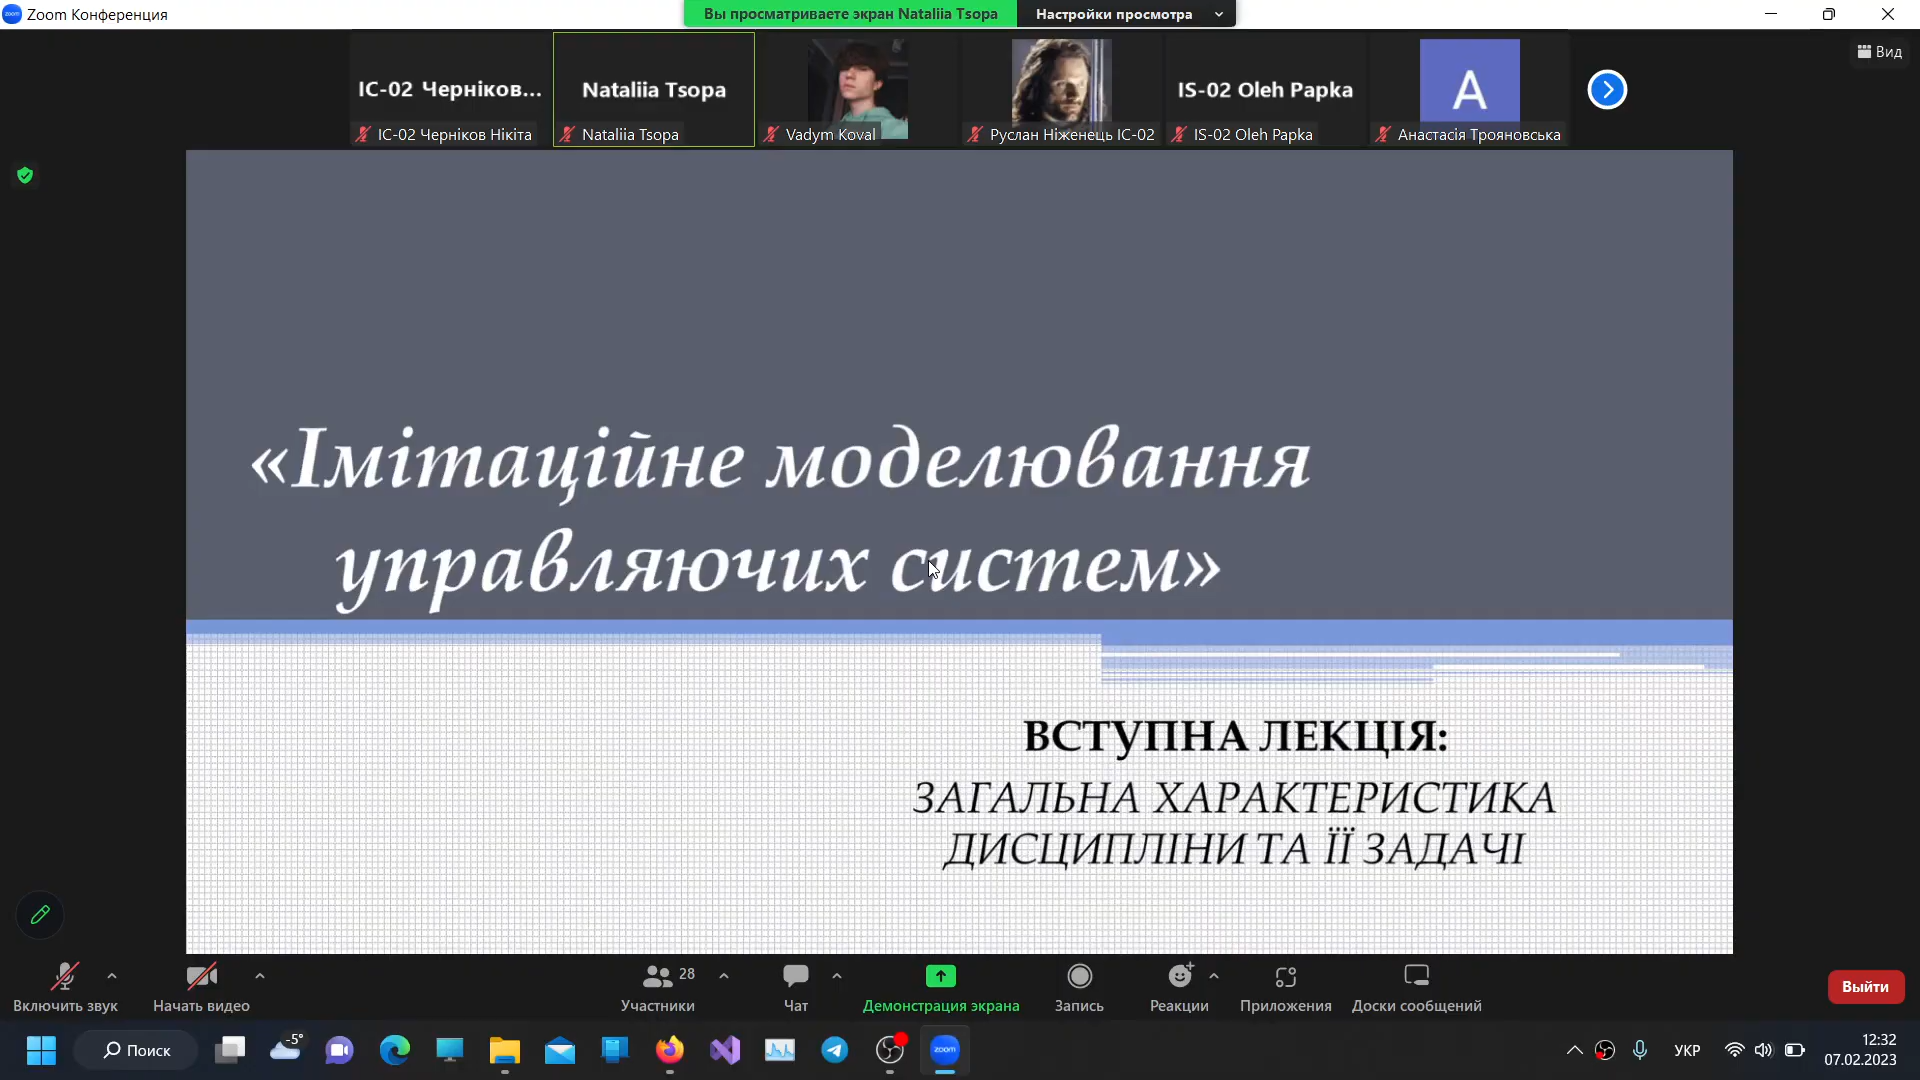 Zoom Конференция
Вы просматриваете экран Nataliia Tsopa
Настройки просмотра
Вид
ІС-02 Черніков...
Nataliia Tsopa
IS-02 Oleh Papka
А
ІС-02 Черніков Нікіта
Nataliia Tsopa
Vadym Koval
Руслан Ніженець ІС-02
IS-02 Oleh Papka
Анастасія Трояновська
«Імітаційне моделювання
управляючих систем»
ВСТУПНА ЛЕКЦІЯ:
ЗАГАЛЬНА ХАРАКТЕРИСТИКА
ДИСЦИПЛІНИ ТА ЇЇ ЗАДАЧІ
28
Включить звук
Начать видео
Участники
Чат
Демонстрация экрана
Запись
Реакции
Приложения
Доски сообщений
Выйти
Поиск
-5°
zoom
УКР
12:32
07.02.2023